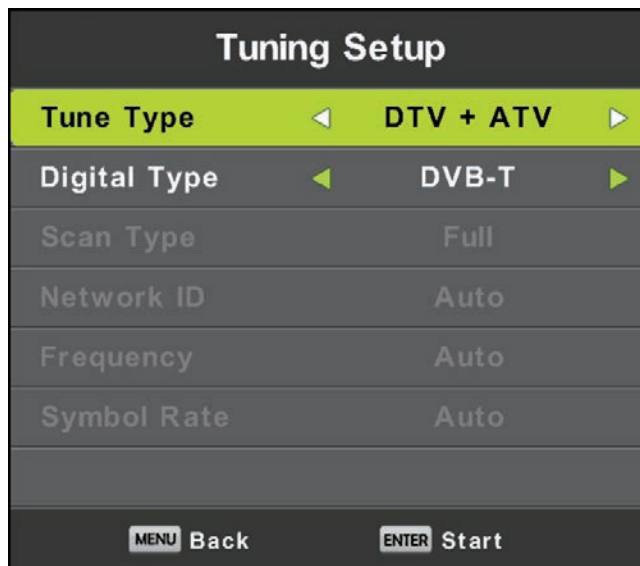 Tuning Setup
Tune Type DTV + ATV
Digital Type DVB-T
Scan Type Full
Network ID Auto
Frequency Auto
Symbol Rate Auto
MENU Back ENTER Start